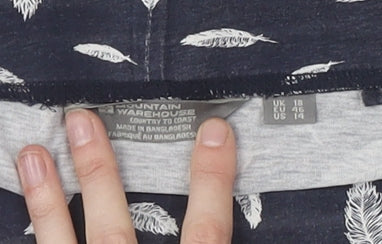 MOUNTAIN
WAREHOUSE
COUNTRY TO COAST
MADE IN BANGLADESH
FABRIQUÉ AU BANGLADESH
UK 18
EU 46
US 14